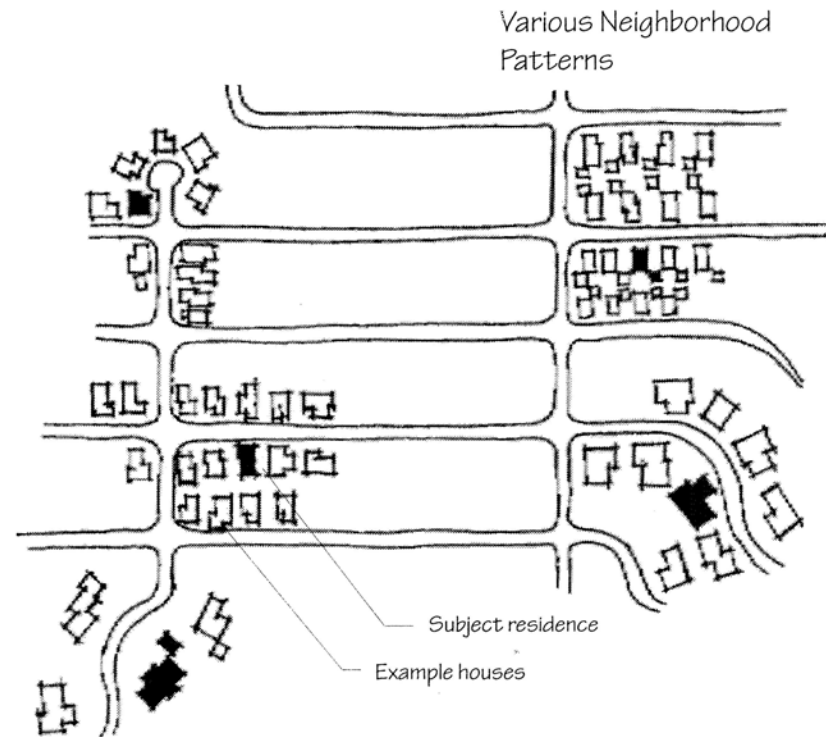 Various Neighborhood
Patterns
Subject residence
Example houses